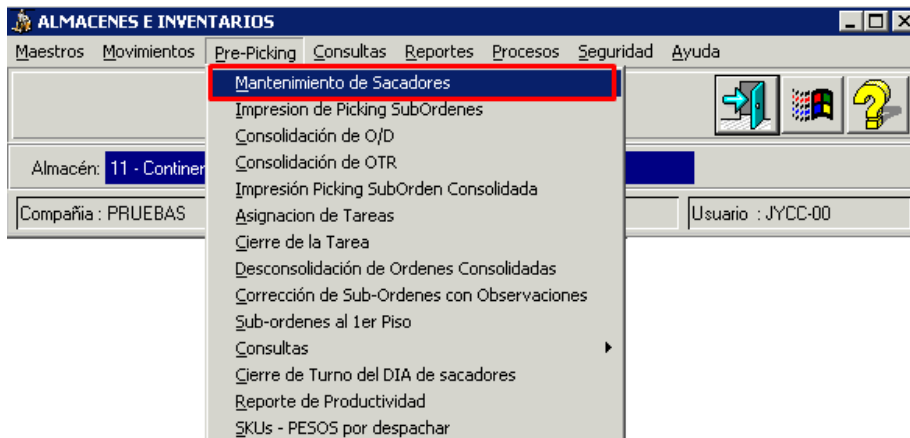 ALMACENES E INVENTARIOS
Maestros Movimientos Pre-Picking Consultas Reportes Procesos Seguridad Ayuda
Mantenimiento de Sacadores
Impresion de Picking SubOrdenes
Consolidación de O/D
Consolidación de OTR
Impresión Picking SubOrden Consolidada
Asignacion de Tareas
Cierre de la Tarea
Desconsolidación de Ordenes Consolidadas
Corrección de Sub-Ordenes con Observaciones
Sub-ordenes al 1er Piso
Consultas
Cierre de Turno del DIA de sacadores
Reporte de Productividad
SKUs - PESOS por despachar
Almacén: 11 - Continer
Compañia : PRUEBAS
Usuario : JYCC-00